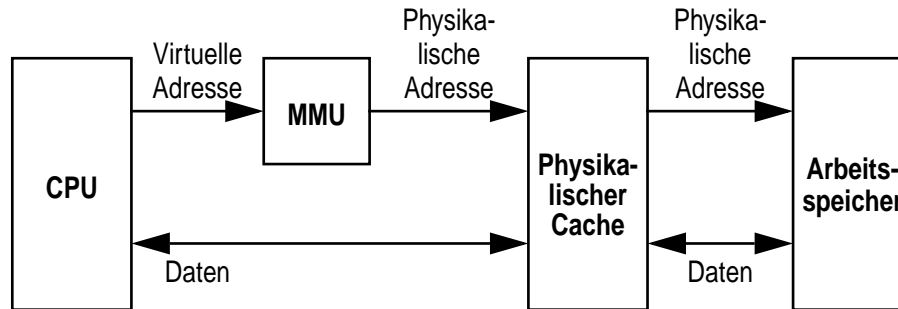 Virtuelle
Adresse
Physika-
lische
Adresse
Physika-
lische
Adresse
CPU
MMU
Physika-
lischer
Cache
Arbeits-
speicher
Daten
Daten